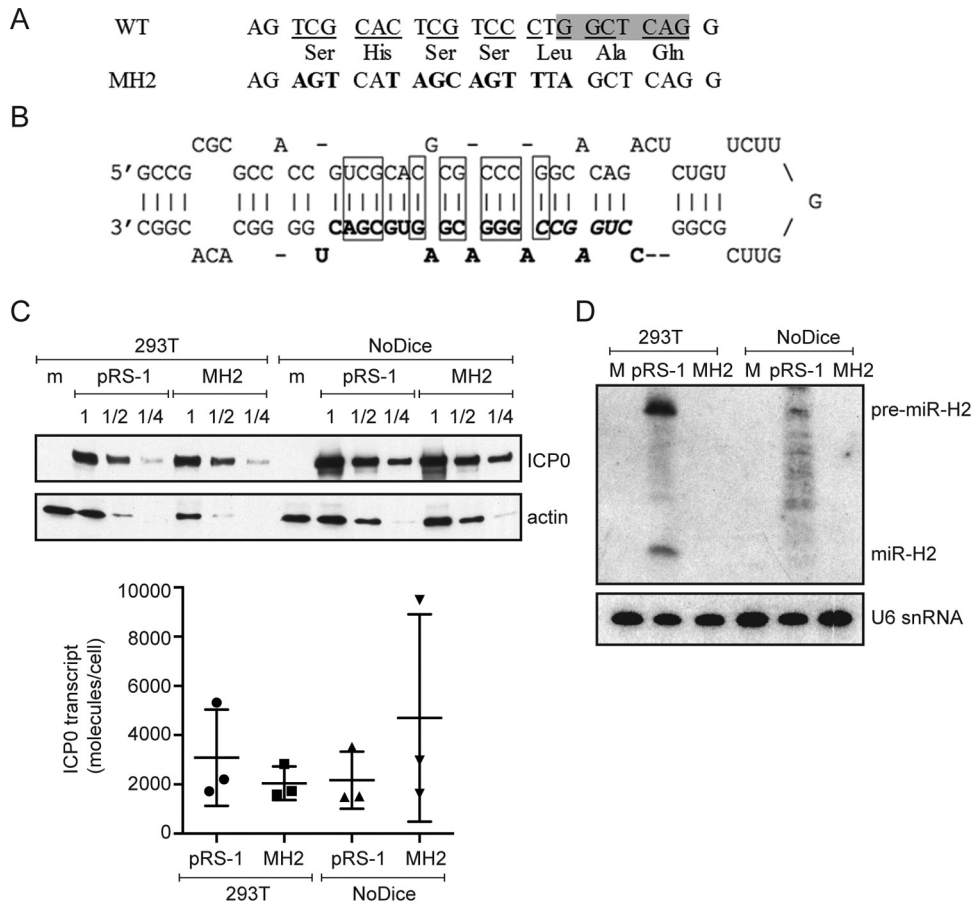 A
WT AG TCG CAC TCG TCC CTG GCT CAG G
Ser His Ser Ser Leu Ala Gln
MH2 AG AGT CAT AGC AGT TTA GCT CAG G
B
CGC A - G - - A ACU UCUU
5'GCCG GCC CC GUCGCAC CG CCC GGC CAG CUGU \
|||| ||| || ||||||| || ||| ||| ||| |||| G
3'CGGC CGG GG CAGCGUG GC GGG CCG GUC GGCG /
ACA - U A A A A C-- CUUG
C
293T NoDice
m pRS-1 MH2 m pRS-1 MH2
1 1/2 1/4 1 1/2 1/4 1 1/2 1/4 1 1/2 1/4
ICP0
actin
ICP0 transcript
(molecules/cell)
10000
8000
6000
4000
2000
0
pRS-1 MH2 pRS-1 MH2
293T NoDice
D
293T NoDice
M pRS-1 MH2 M pRS-1 MH2
pre-miR-H2
miR-H2
U6 snRNA